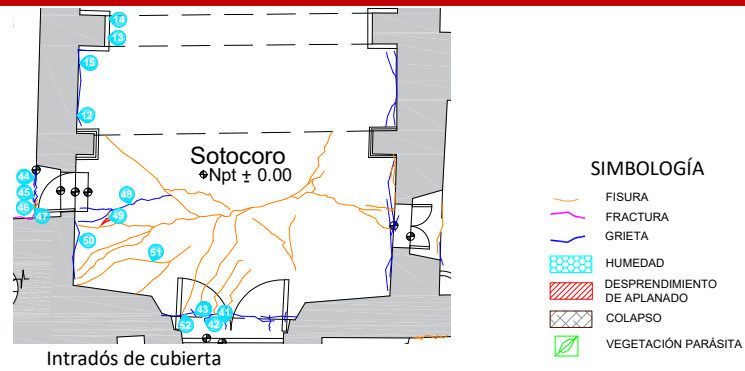 14
13
15
12
Sotocoro
Npt ± 0.00
44
45
46
47
48
49
50
51
43
41
42
52
Intradós de cubierta
SIMBOLOGÍA
FISURA
FRACTURA
GRIETA
HUMEDAD
DESPRENDIMIENTO
DE APLANADO
COLAPSO
VEGETACIÓN PARÁSITA